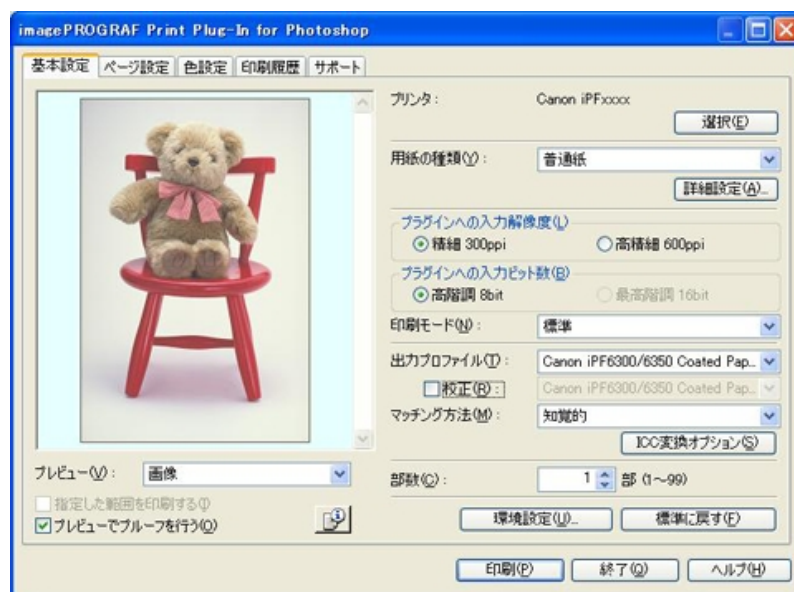 imagePROGRAF Print Plug-In for Photoshop
基本設定 ページ設定 色設定 印刷履歴 サポート
プリンタ： Canon iPFxxxx
選択(E)
用紙の種類(Y)： 普通紙
詳細設定(A)...
プラグインへの入力解像度(L)
精細 300ppi 高精細 600ppi
プラグインへの入力ビット数(B)
高階調 8bit 最高階調 16bit
印刷モード(N)： 標準
出力プロファイル(T)： Canon iPF6300/6350 Coated Pap...
校正(R)： Canon iPF6300/6350 Coated Pap...
マッチング方法(M)： 知覚的
ICC変換オプション(S)
プレビュー(V)： 画像
部数(C)： 1 部 (1～99)
指定した範囲を印刷する(I)
プレビューでプルーフを行う(O)
環境設定(U)... 標準に戻す(F)
印刷(P) 終了(Q) ヘルプ(H)